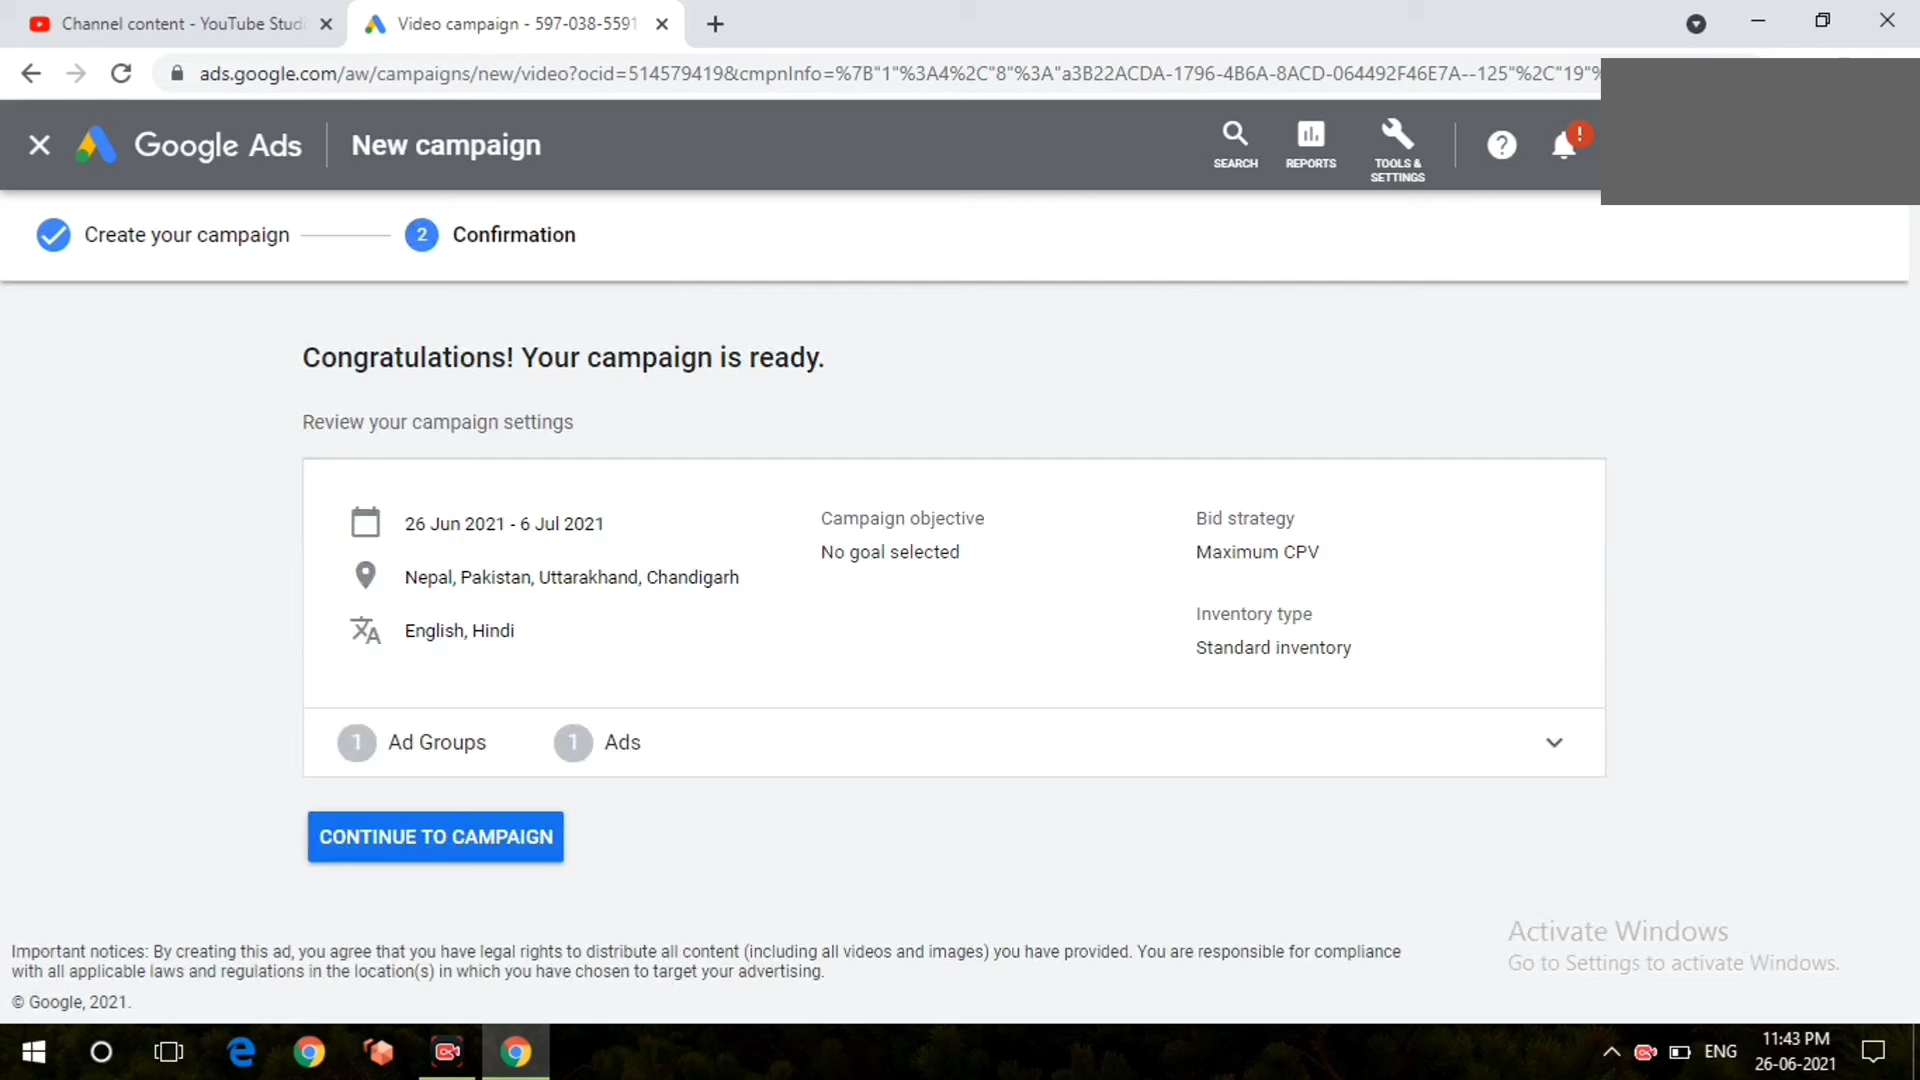 Channel content - YouTube Studi
Video campaign - 597-038-5591
ads.google.com/aw/campaigns/new/video?ocid=514579419&cmpnInfo=%7B"1"%3A4%2C"8"%3A"a3B22ACDA-1796-4B6A-8ACD-064492F46E7A--125"%2C"19"%
Google Ads
New campaign
SEARCH
REPORTS
TOOLS &
SETTINGS
Create your campaign
2
Confirmation
Congratulations! Your campaign is ready.
Review your campaign settings
26 Jun 2021 - 6 Jul 2021
Nepal, Pakistan, Uttarakhand, Chandigarh
English, Hindi
Campaign objective
No goal selected
Bid strategy
Maximum CPV
Inventory type
Standard inventory
1 Ad Groups
1 Ads
CONTINUE TO CAMPAIGN
Activate Windows
Go to Settings to activate Windows.
Important notices: By creating this ad, you agree that you have legal rights to distribute all content (including all videos and images) you have provided. You are responsible for compliance
with all applicable laws and regulations in the location(s) in which you have chosen to target your advertising.
© Google, 2021.
ENG
11:43 PM
26-06-2021